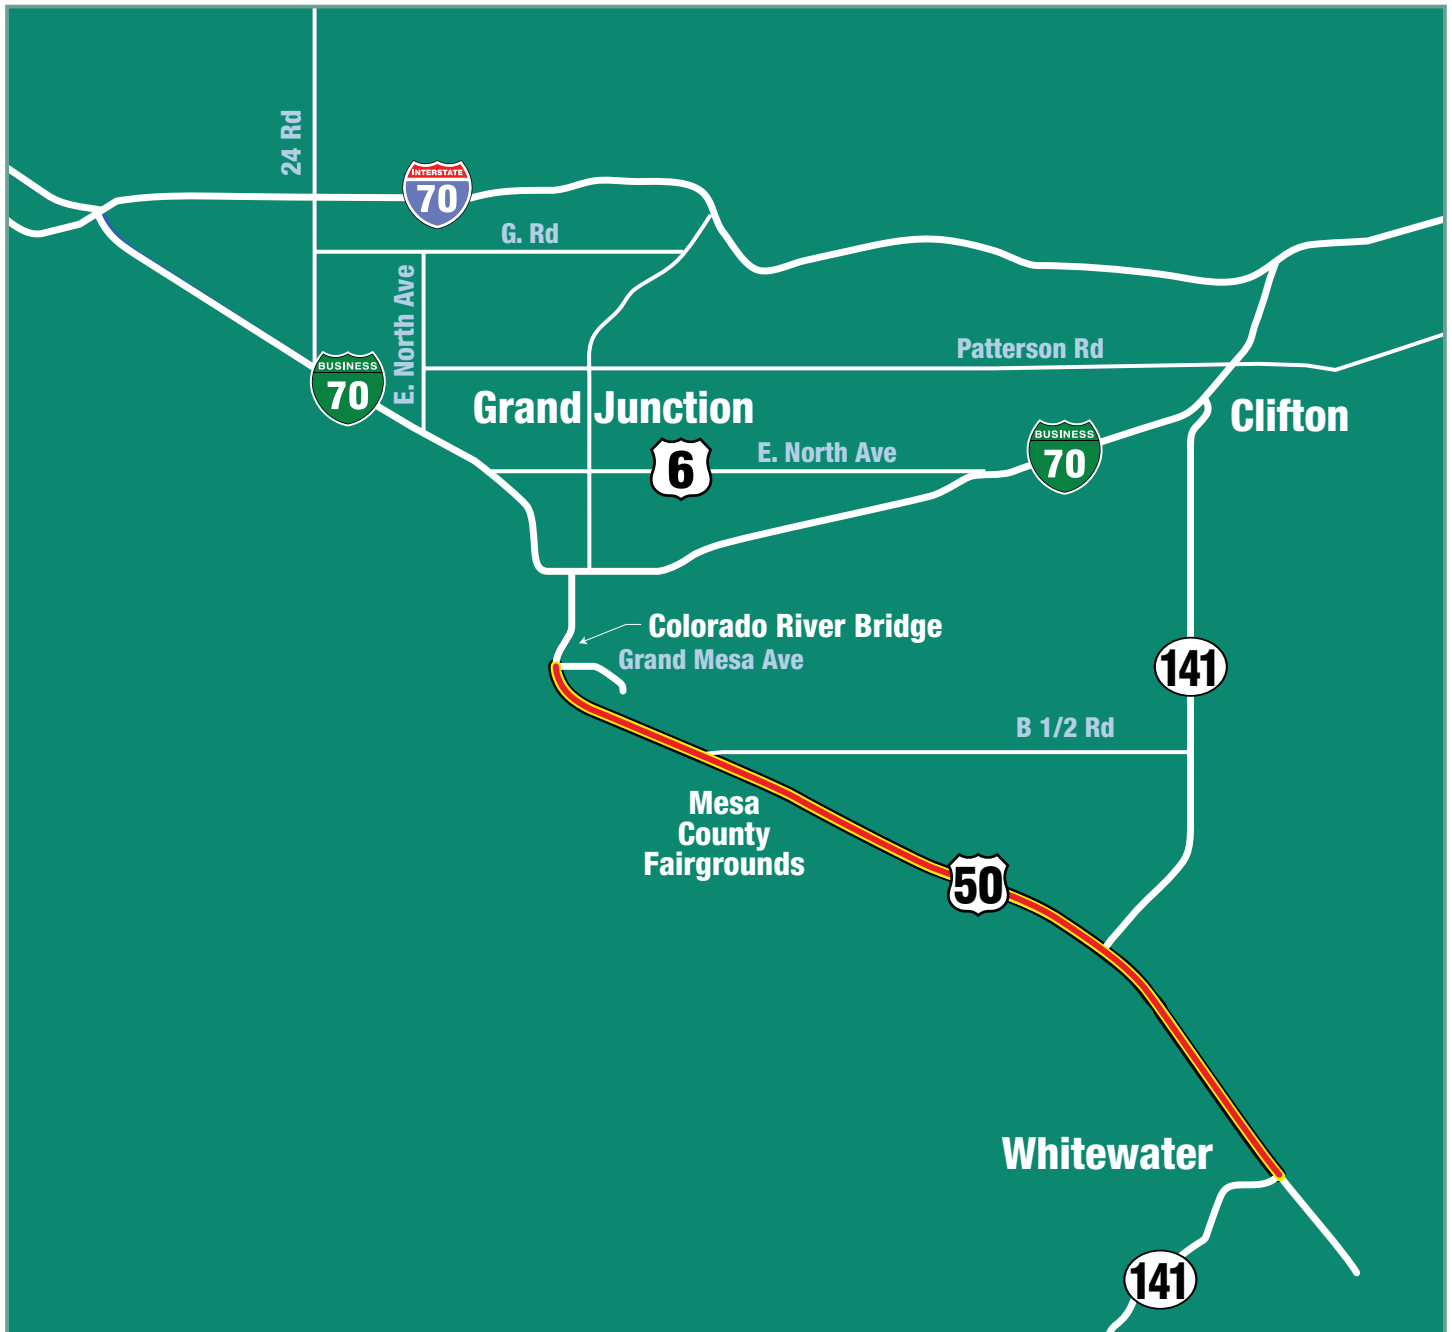 24 Rd
INTERSTATE
70
G. Rd
E. North Ave
Patterson Rd
BUSINESS
70
Grand Junction
Clifton
BUSINESS
70
6
E. North Ave
Colorado River Bridge
Grand Mesa Ave
141
B 1/2 Rd
Mesa
County
Fairgrounds
50
Whitewater
141